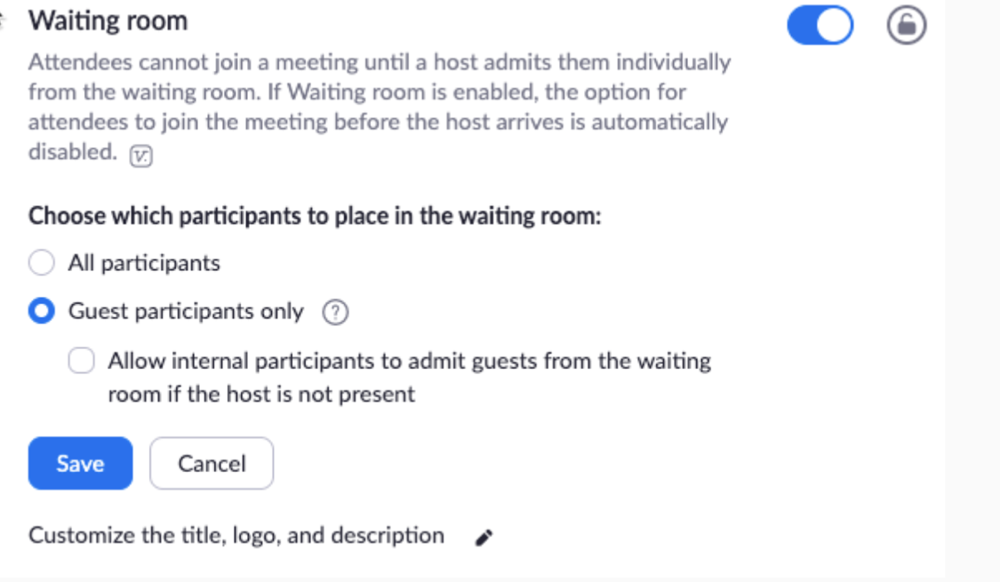 Waiting room
Attendees cannot join a meeting until a host admits them individually
from the waiting room. If Waiting room is enabled, the option for
attendees to join the meeting before the host arrives is automatically
disabled.
Choose which participants to place in the waiting room:
All participants
Guest participants only ?
Allow internal participants to admit guests from the waiting
room if the host is not present
Save Cancel
Customize the title, logo, and description